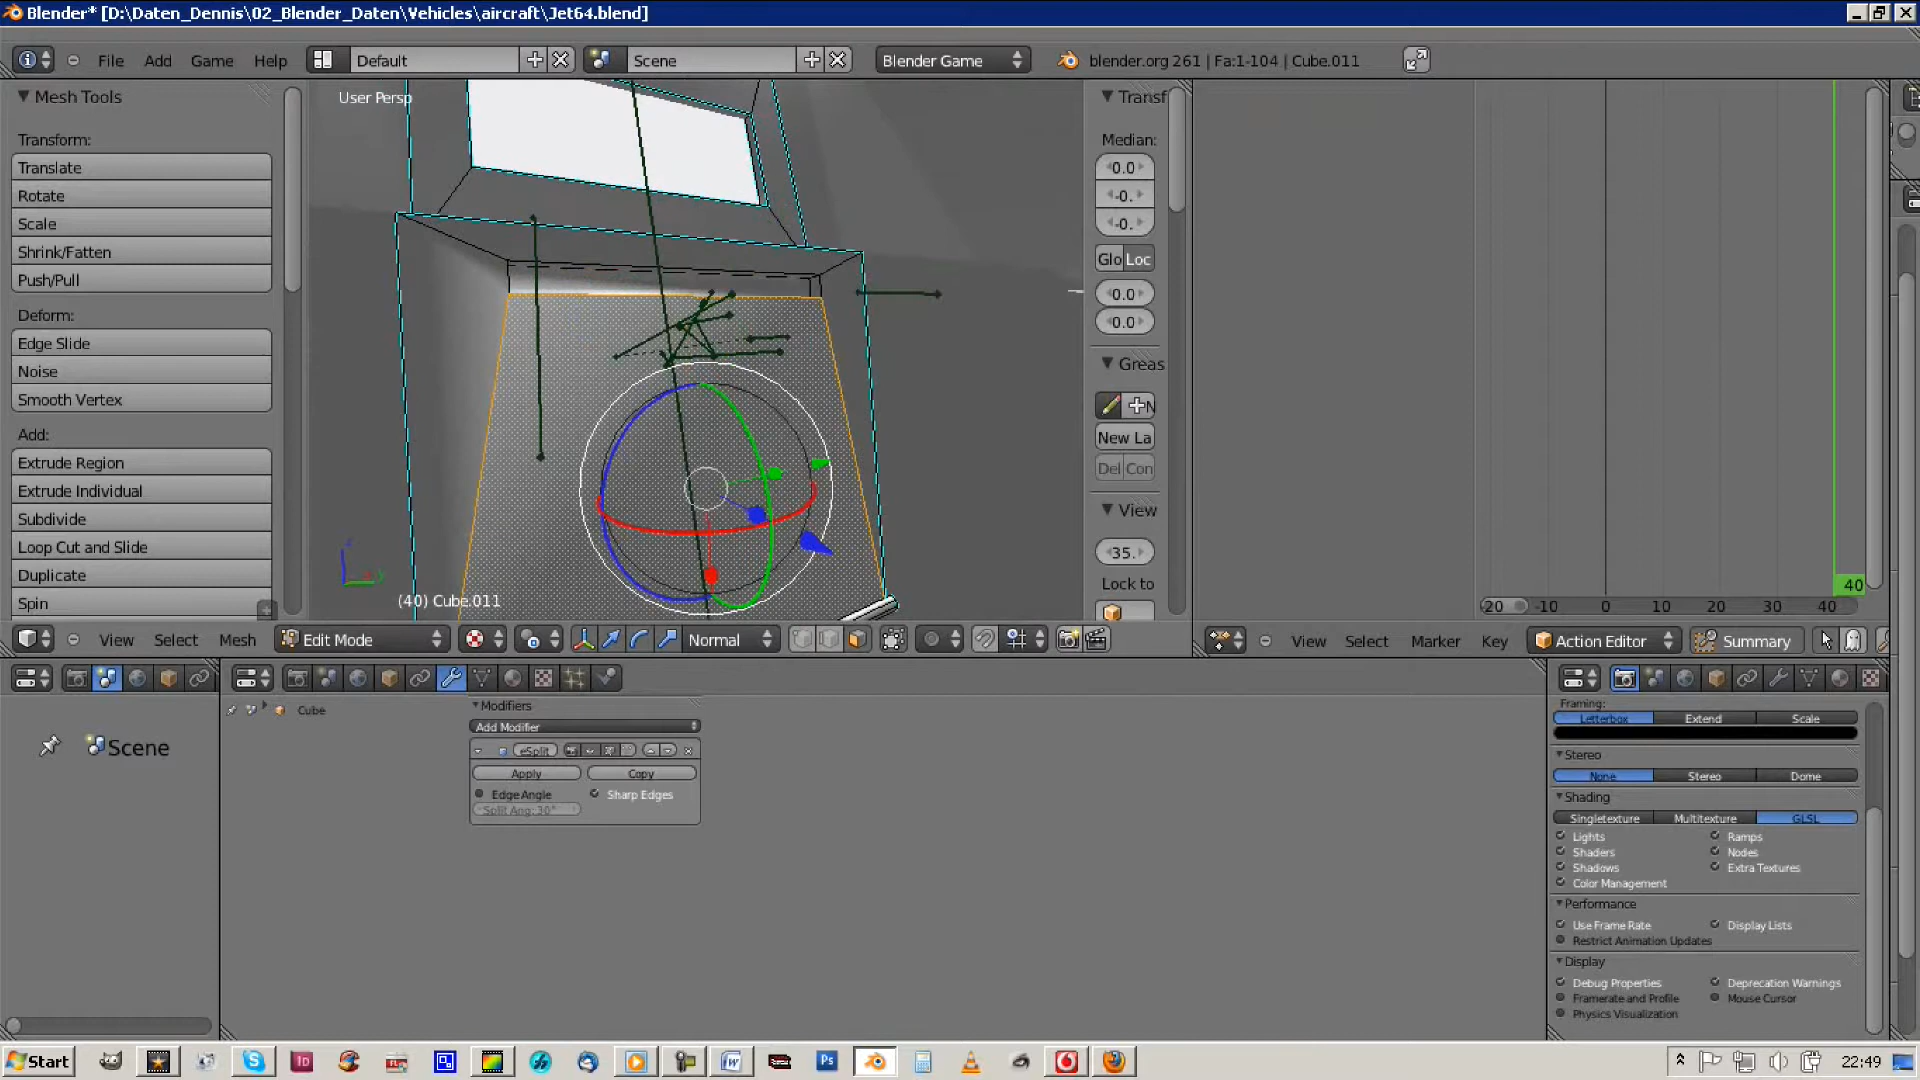 Blender* [D:\Daten_Dennis\02_Blender_Daten\Vehicles\aircraft\Jet64.blend]
File Add Game Help Default Scene Blender Game blender.org 261 | Fa:1-104 | Cube.011
Mesh Tools
Transform:
Translate
Rotate
Scale
Shrink/Fatten
Push/Pull
Deform:
Edge Slide
Noise
Smooth Vertex
Add:
Extrude Region
Extrude Individual
Subdivide
Loop Cut and Slide
Duplicate
Spin
User Persp
(40) Cube.011
Transf
Median:
0.0
-0.
-0.
Glo Loc
0.0
0.0
Greas
N
New La
Del Con
View
35.
Lock to
40
-20 -10 0 10 20 30 40
View Select Mesh Edit Mode Normal
View Select Marker Key Action Editor Summary
Scene
Cube
Modifiers
Add Modifier
eSplit
Apply Copy
Edge Angle Sharp Edges
Split Ang: 30°
Framing:
Letterbox Extend Scale
Stereo
None Stereo Dome
Shading
Singletexture Multitexture GLSL
Lights Ramps
Shaders Nodes
Shadows Extra Textures
Color Management
Performance
Use Frame Rate Display Lists
Restrict Animation Updates
Display
Debug Properties Deprecation Warnings
Framerate and Profile Mouse Cursor
Physics Visualization
Start 22:49